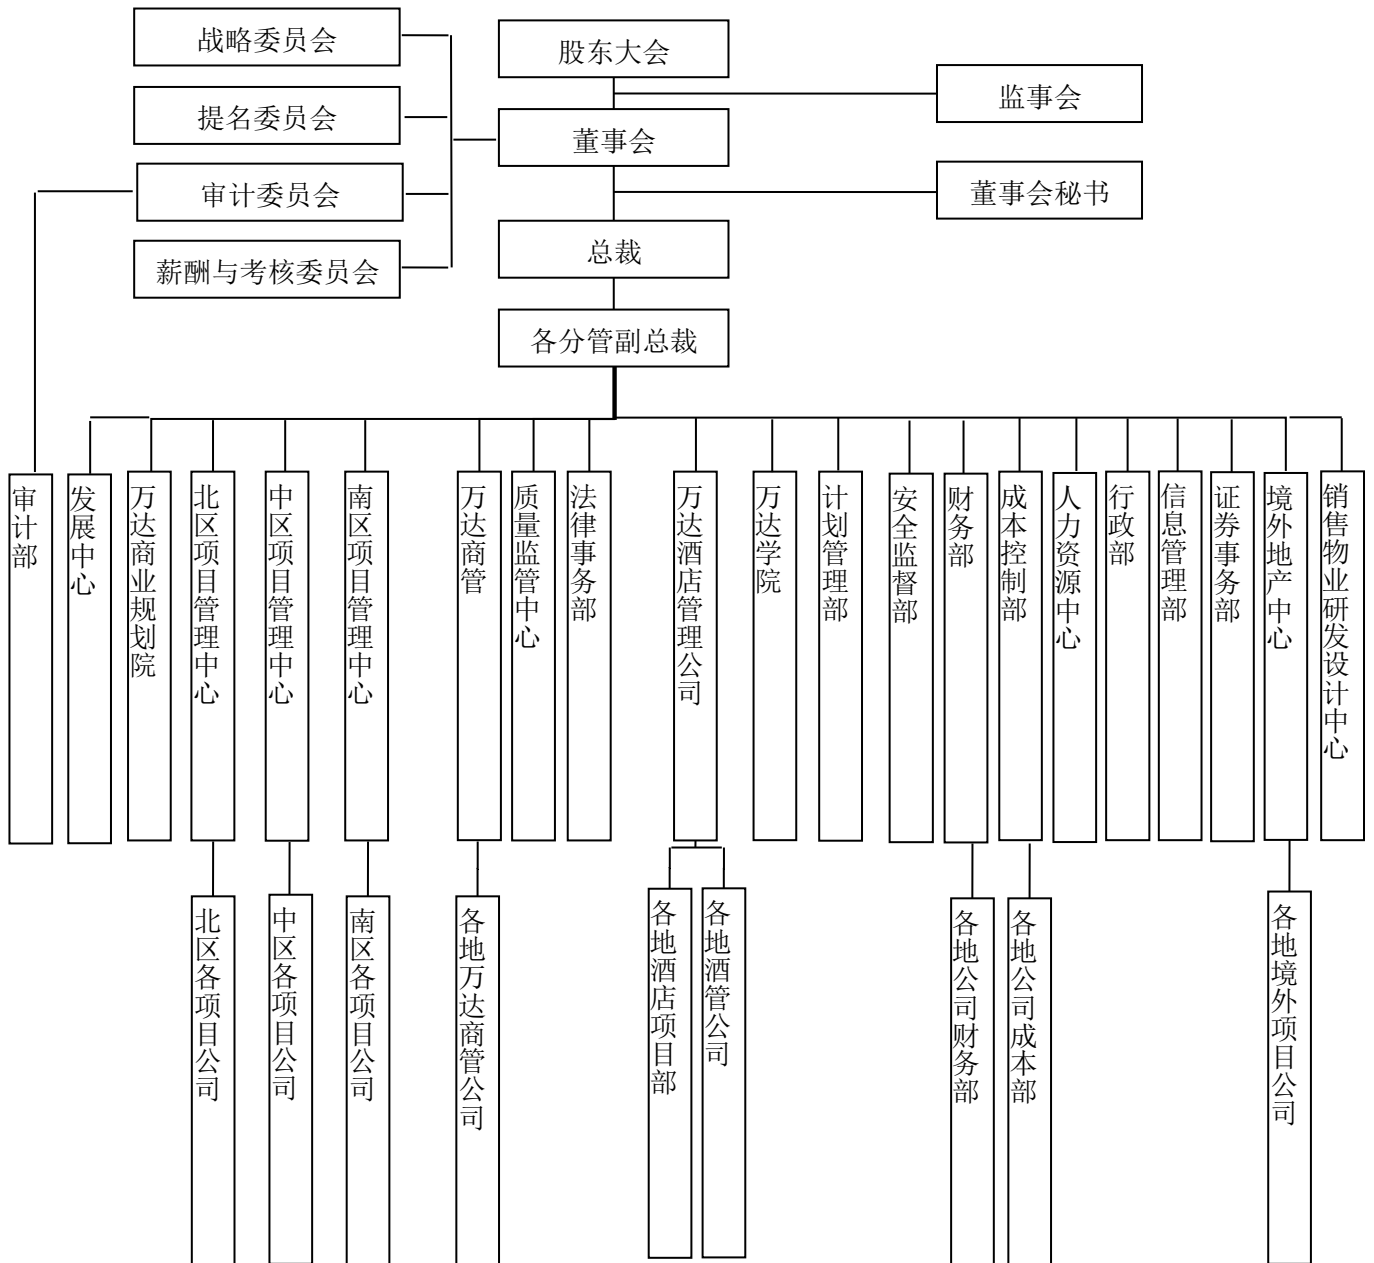 战略委员会
股东大会
监事会
提名委员会
董事会
审计委员会
董事会秘书
总裁
薪酬与考核委员会
各分管副总裁
审计部
发展中心
万达商业规划院
北区项目管理中心
中区项目管理中心
南区项目管理中心
万达商管
质量监管中心
法律事务部
万达酒店管理公司
万达学院
计划管理部
安全监督部
财务部
成本控制部
人力资源中心
行政部
信息管理部
证券事务部
境外地产中心
销售物业研发设计中心
北区各项目公司
中区各项目公司
南区各项目公司
各地万达商管公司
各地酒店项目部
各地酒管公司
各地公司财务部
各地公司成本部
各地境外项目公司